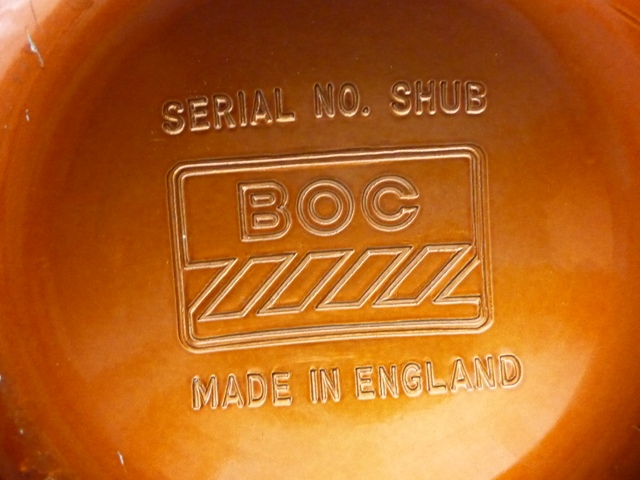 SERIAL NO. SHUB
BOC
MADE IN ENGLAND